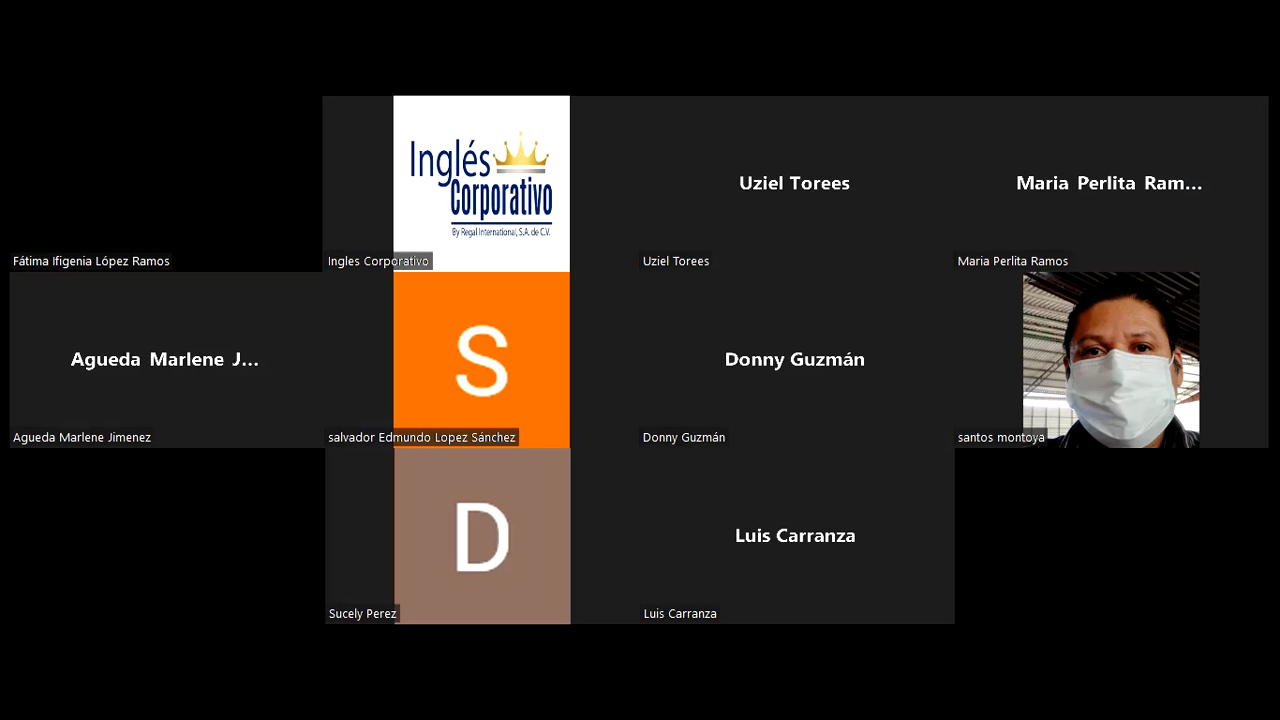 Inglés
Corporativo
By Regal International, S.A. de C.V.
Uziel Torees
Maria Perlita Ram...
Fátima Ifigenia López Ramos
Ingles Corporativo
Uziel Torees
Maria Perlita Ramos
Agueda Marlene J...
S
Donny Guzmán
Agueda Marlene Jimenez
salvador Edmundo Lopez Sánchez
Donny Guzmán
santos montoya
D
Luis Carranza
Sucely Perez
Luis Carranza